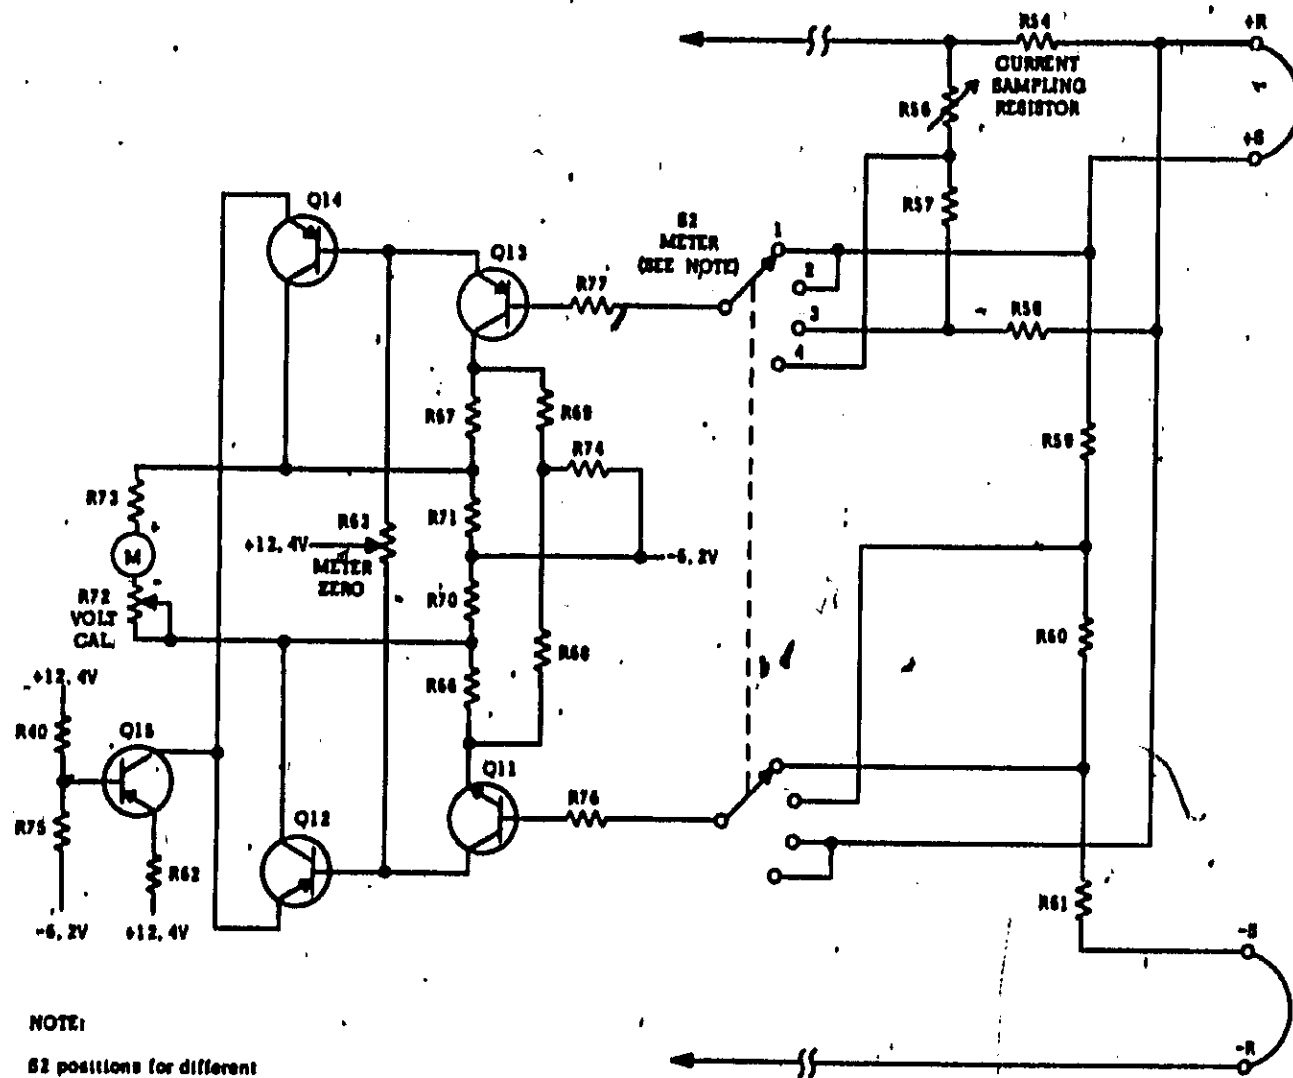 R54
+R
CURRENT
SAMPLING
RESISTOR
R56
+S
Q14
R57
S2
METER
(SEE NOTE)
1
Q13
R77
2
3
R58
4
R67
R69
R59
R74
R73
+
R71
R63
+12.4V
M
METER
ZERO
-6.2V
-
R72
VOLT
CAL.
R70
R60
R68
+12.4V
R66
R40
Q15
Q11
R76
R75
Q12
R62
R61
-6.2V
+12.4V
-S
NOTE:
S2 positions for different
-R